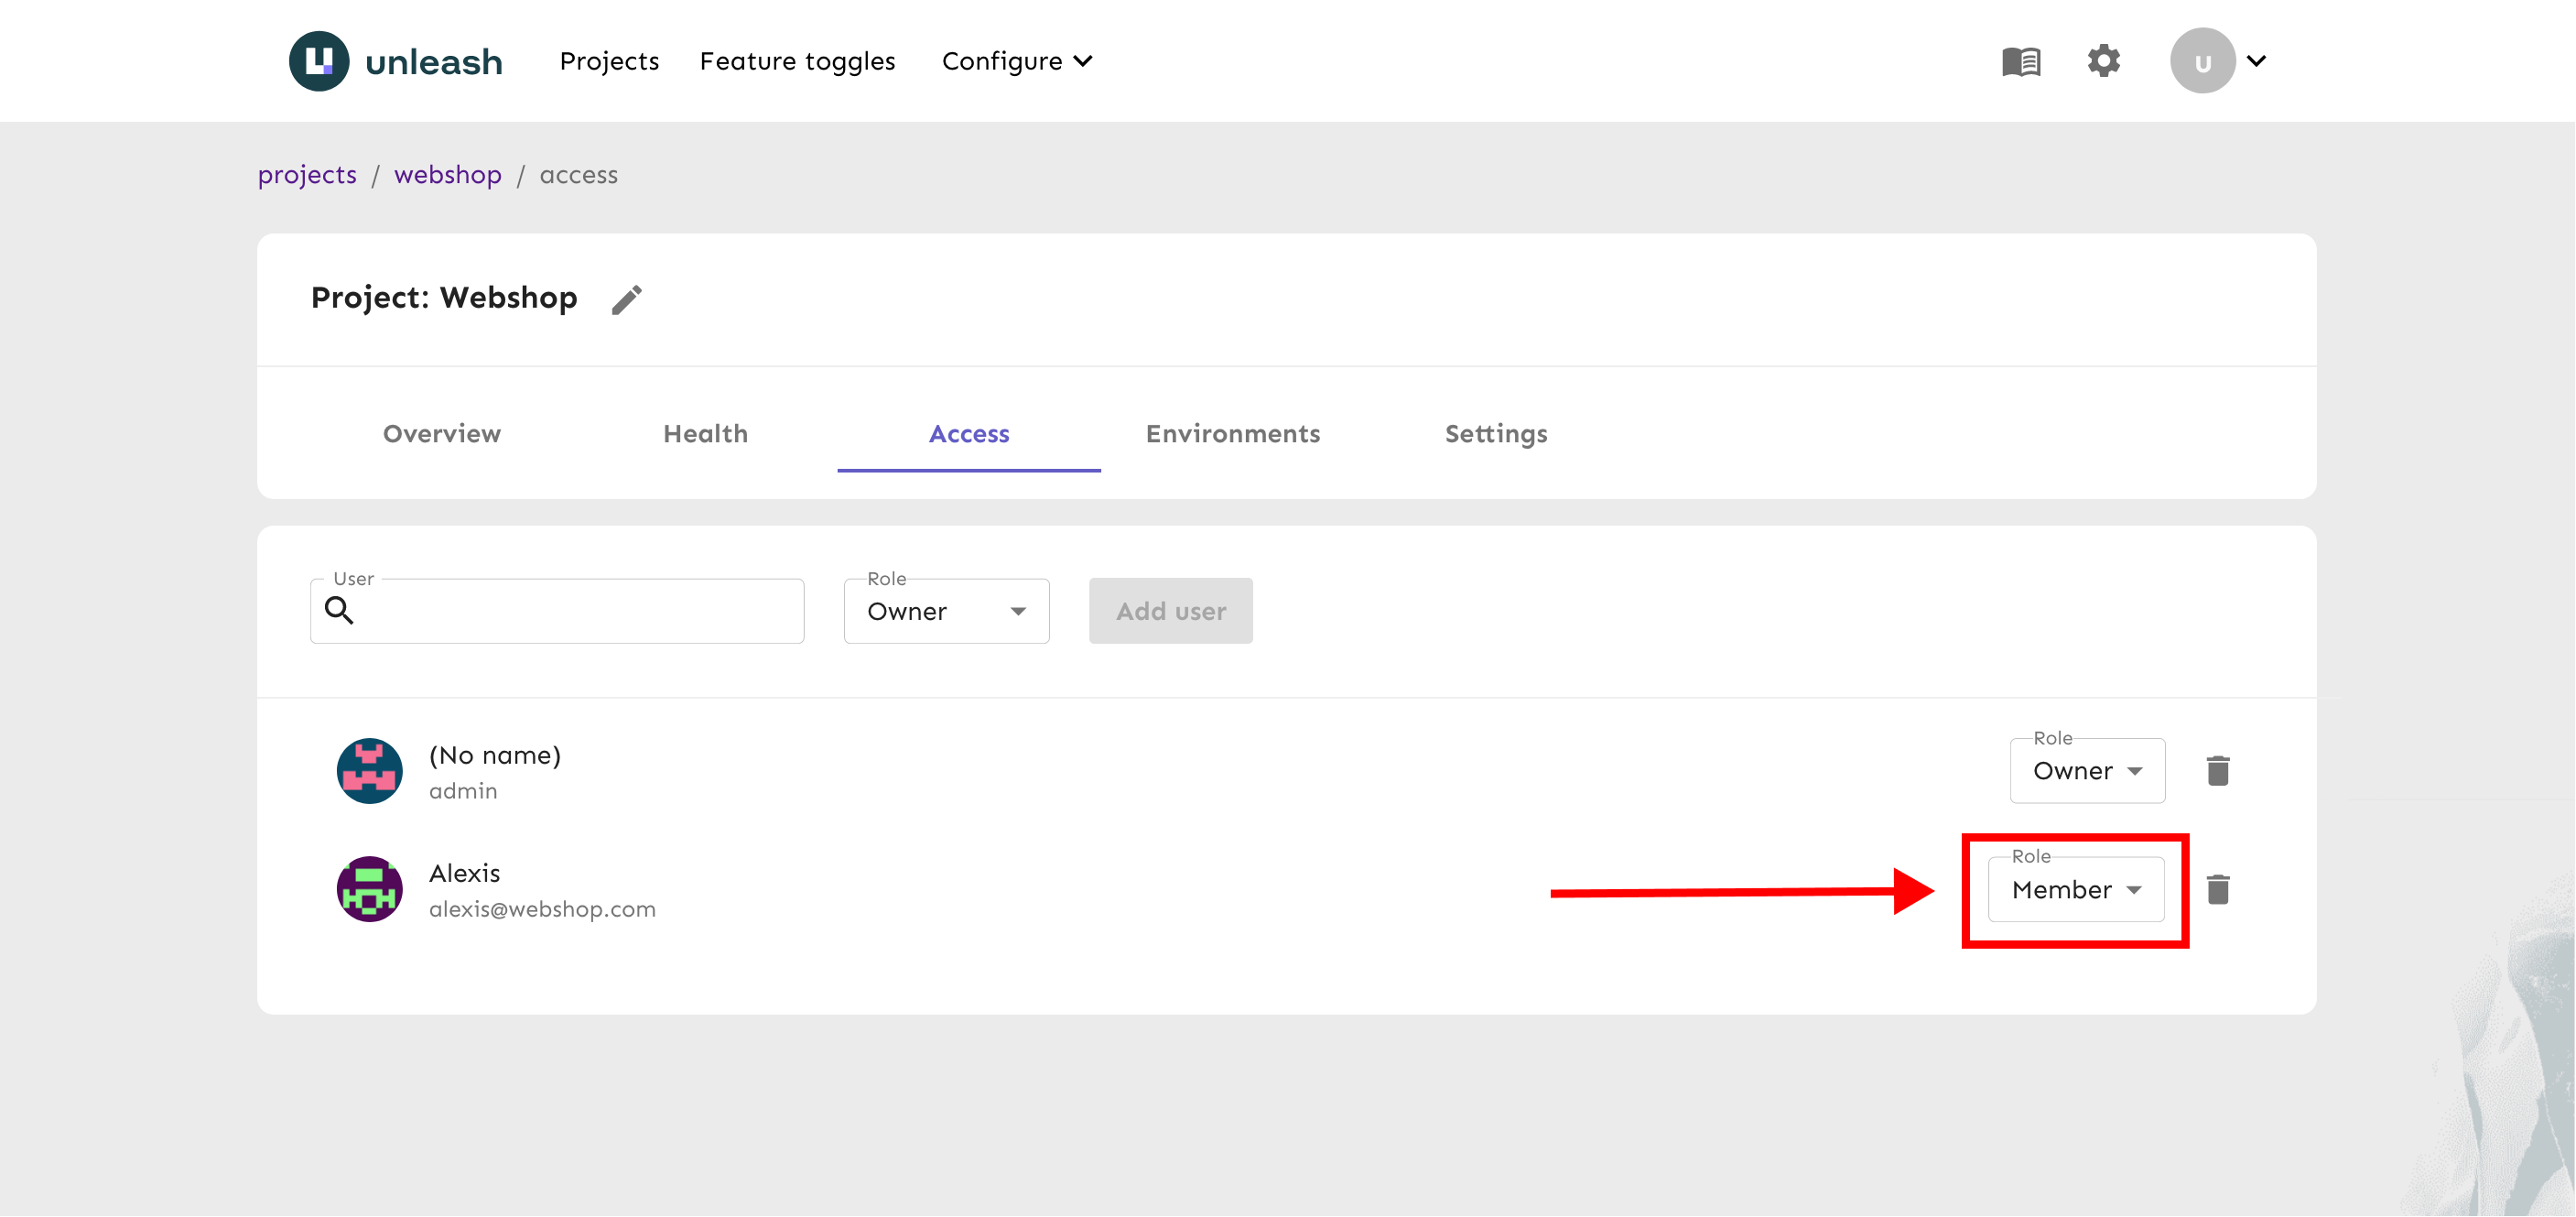 unleash Projects Feature toggles Configure u
projects / webshop / access
Project: Webshop
Overview Health Access Environments Settings
User Role
Owner Add user
(No name) Role
admin Owner
Alexis Role
alexis@webshop.com Member